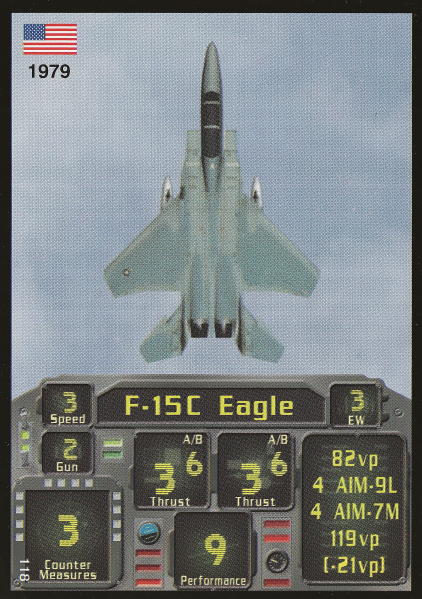 1979
F-15C Eagle
3
Speed
3
EW
2
Gun
A/B
3 6
Thrust
A/B
3 6
Thrust
82vp
4 AIM-9L
4 AIM-7M
119vp
(-21vp)
3
Counter
Measures
9
Performance
118